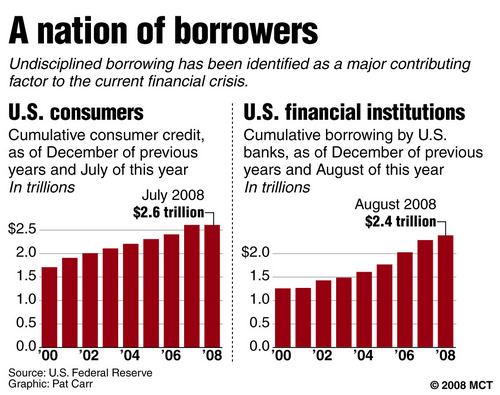 A nation of borrowers
Undisciplined borrowing has been identified as a major contributing
factor to the current financial crisis.
U.S. consumers
Cumulative consumer credit,
as of December of previous
years and July of this year
In trillions
July 2008
$2.6 trillion
$2.5
2.0
1.5
1.0
0.5
0.0
'00 '02 '04 '06 '08
U.S. financial institutions
Cumulative borrowing by U.S.
banks, as of December of previous
years and August of this year
In trillions
August 2008
$2.4 trillion
$2.0
1.5
1.0
0.5
0.0
'00 '02 '04 '06 '08
Source: U.S. Federal Reserve
Graphic: Pat Carr
© 2008 MCT